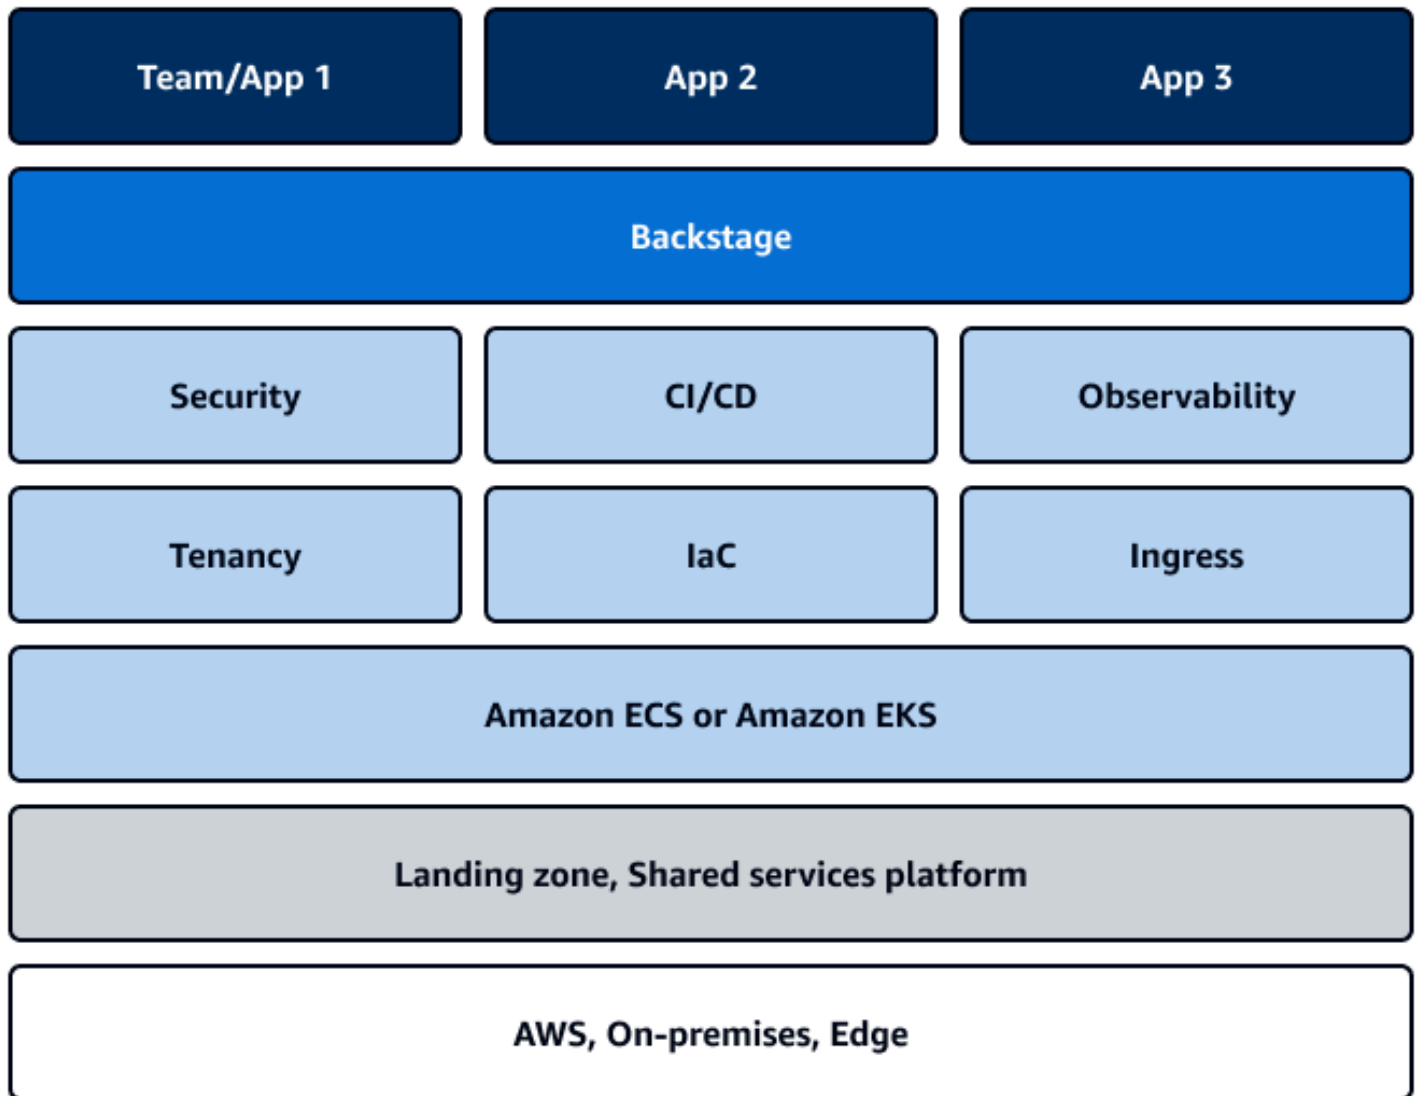 Team/App 1
App 2
App 3
Backstage
Security
CI/CD
Observability
Tenancy
IaC
Ingress
Amazon ECS or Amazon EKS
Landing zone, Shared services platform
AWS, On-premises, Edge